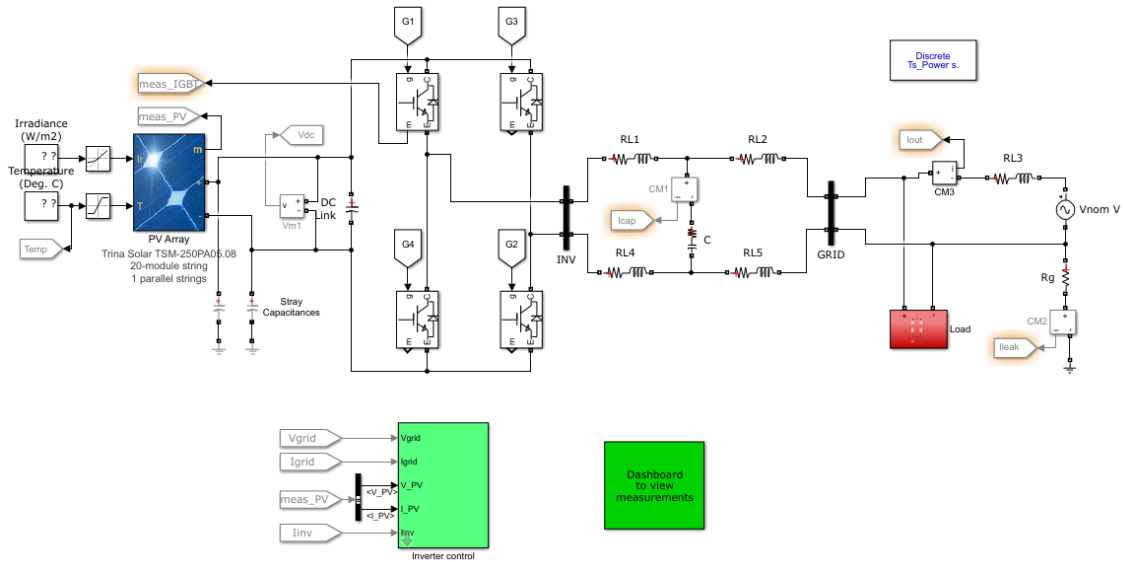 G1
G3
Discrete
Ts_Power s.
meas_IGBT
g
C
m
E
g
C
m
E
meas_PV
Irradiance
(W/m2)
? ?
Ir
m
+
Vdc
RL1
RL2
Iout
i
+
-
CM3
RL3
Temperature
(Deg. C)
? ?
T
-
v
+
-
Vm1
DC
Link
CM1
Icap
C
Vnom V
Temp
PV Array
Trina Solar TSM-250PA05.08
20-module string
1 parallel strings
G4
G2
INV
RL4
RL5
GRID
Rg
Stray
Capacitances
g
C
m
E
g
C
m
E
+
-
Load
CM2
Ileak
Vgrid
Vgrid
Igrid
Igrid
V_PV
<V_PV>
meas_PV
I_PV
<I_PV>
Iinv
Iinv
Inverter control
Dashboard
to view
measurements